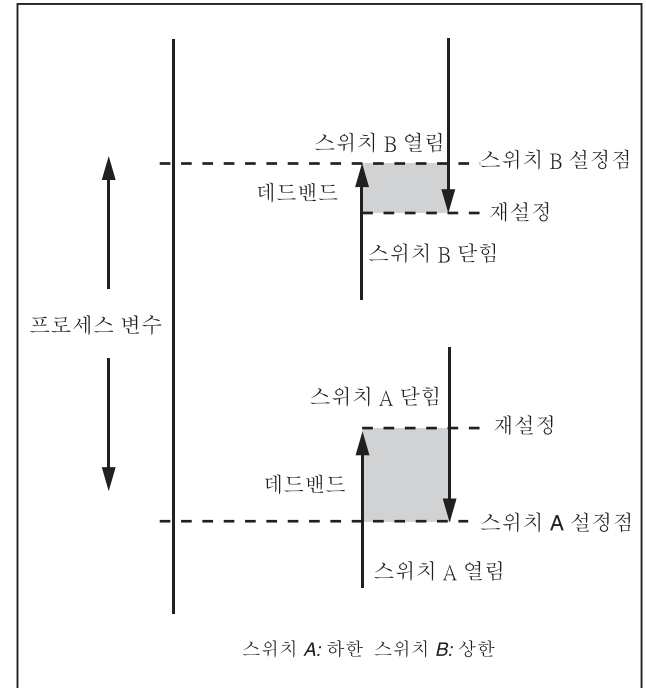 스위치 B 열림
스위치 B 설정점
데드밴드
재설정
스위치 B 닫힘
프로세스 변수
스위치 A 닫힘
재설정
데드밴드
스위치 A 설정점
스위치 A 열림
스위치 A: 하한 스위치 B: 상한